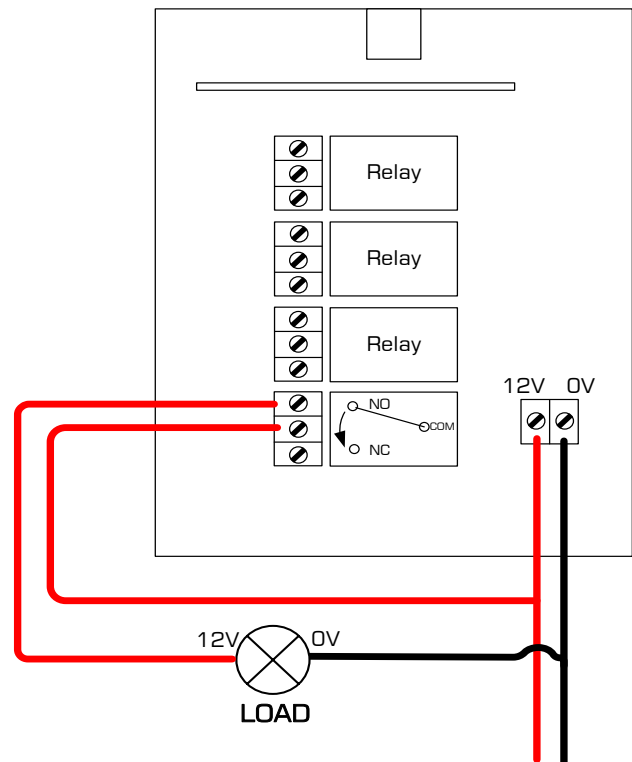 Relay
Relay
Relay
12V 0V
NO
COM
NC
12V 0V
LOAD